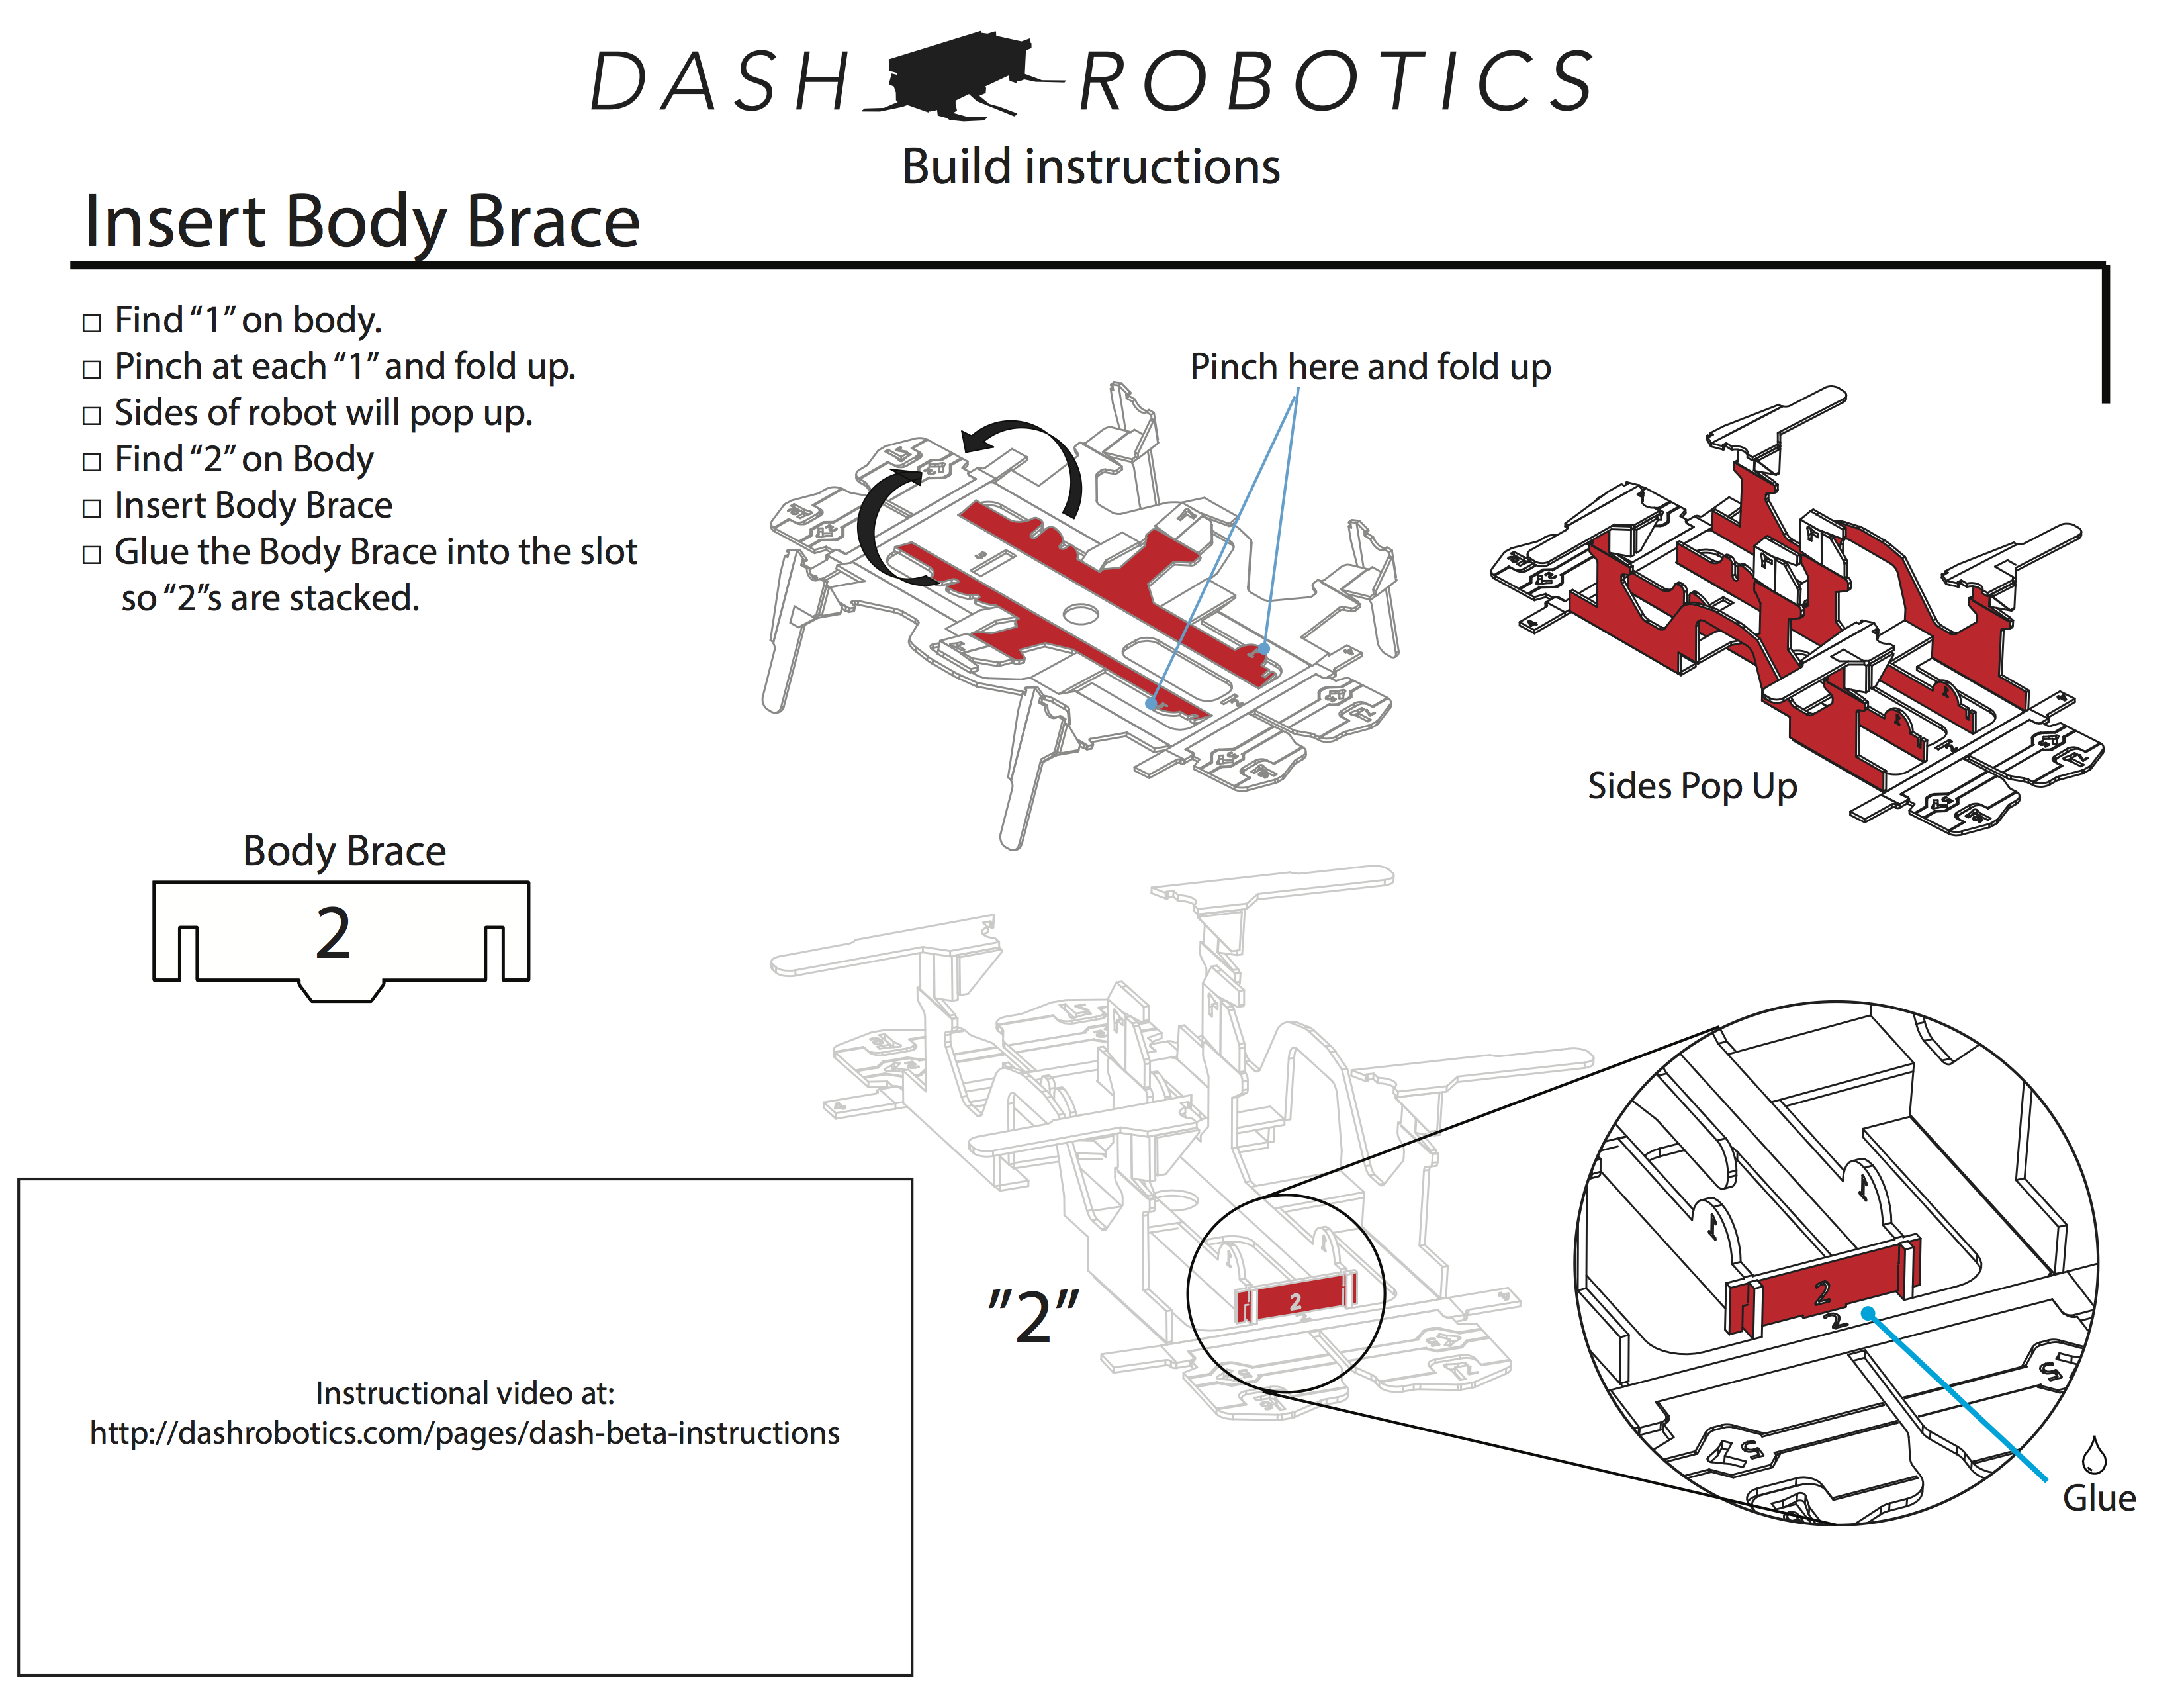 DASH ROBOTICS
Build instructions
Insert Body Brace
□ Find “1” on body.
□ Pinch at each “1” and fold up.
□ Sides of robot will pop up.
□ Find “2” on Body
□ Insert Body Brace
□ Glue the Body Brace into the slot
so “2”s are stacked.
Pinch here and fold up
Sides Pop Up
Body Brace
2
"2"
2
1
1
2
2
Glue
Instructional video at:
http://dashrobotics.com/pages/dash-beta-instructions